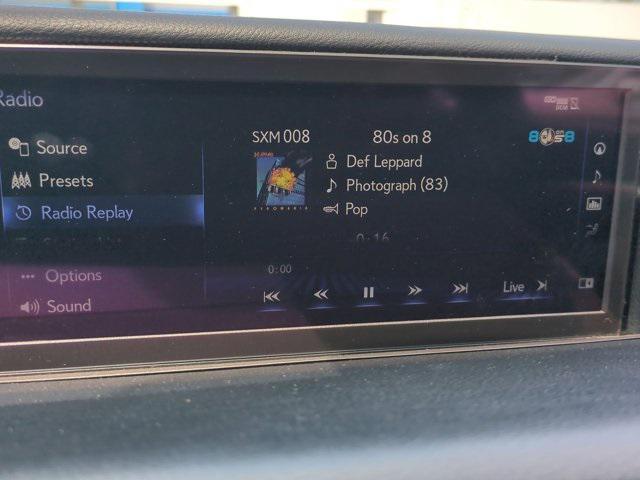 Radio
Source
Presets
Radio Replay
Options
Sound
SXM 008
80s on 8
Def Leppard
Photograph (83)
Pop
0:16
0:00
Live
PYROMANIA